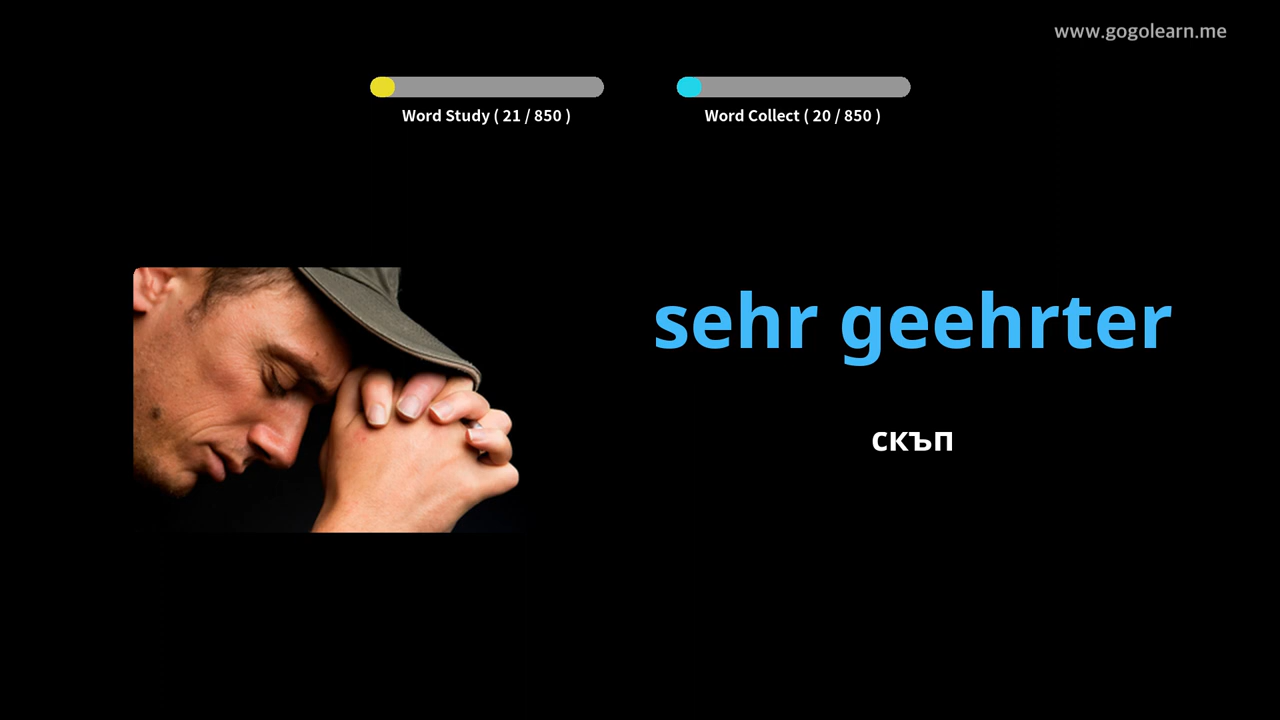 www.gogolearn.me
Word Study ( 21 / 850 )
Word Collect ( 20 / 850 )
sehr geehrter
скъп